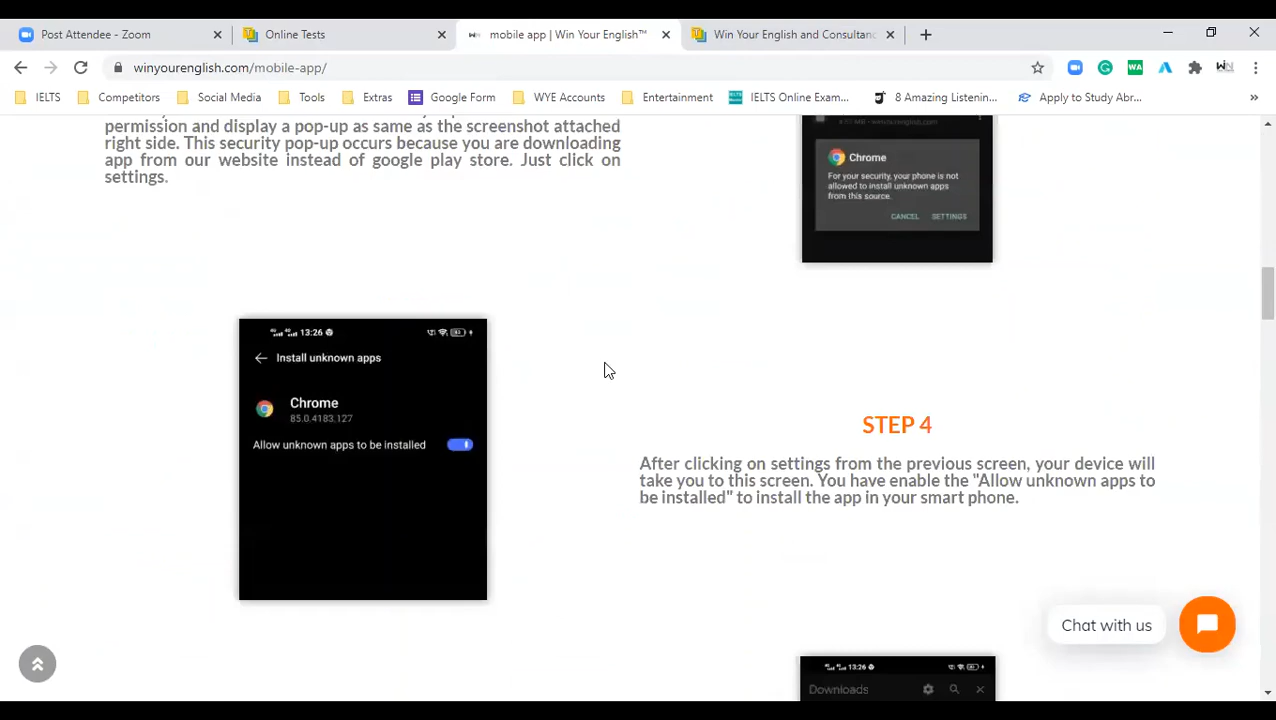 Post Attendee - Zoom
Online Tests
mobile app | Win Your English™
Win Your English and Consultanc
winyourenglish.com/mobile-app/
IELTS
Competitors
Social Media
Tools
Extras
Google Form
WYE Accounts
Entertainment
IELTS Online Exam...
8 Amazing Listenin...
Apply to Study Abr...
permission and display a pop-up as same as the screenshot attached
right side. This security pop-up occurs because you are downloading
app from our website instead of google play store. Just click on
settings.
Chrome
For your security, your phone is not
allowed to install unknown apps
from this source.
CANCEL SETTINGS
13:26
Install unknown apps
Chrome
85.0.4183.127
Allow unknown apps to be installed
STEP 4
After clicking on settings from the previous screen, your device will
take you to this screen. You have enable the "Allow unknown apps to
be installed" to install the app in your smart phone.
Chat with us
13:26
Downloads